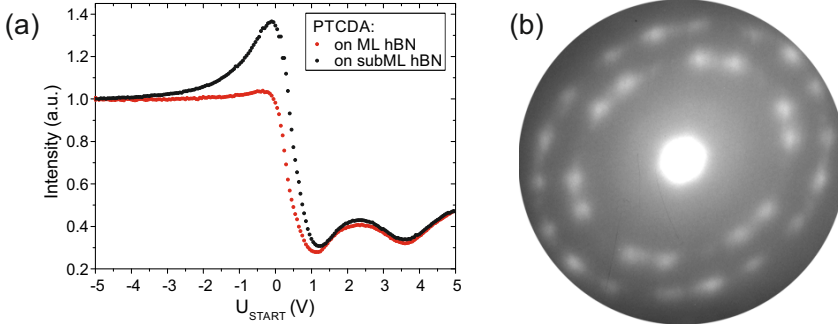 (a)
1.4
1.2
1.0
0.8
0.6
0.4
0.2
Intensity (a.u.)
PTCDA:
on ML hBN
on subML hBN
-5 -4 -3 -2 -1 0 1 2 3 4 5
U_START (V)
(b)